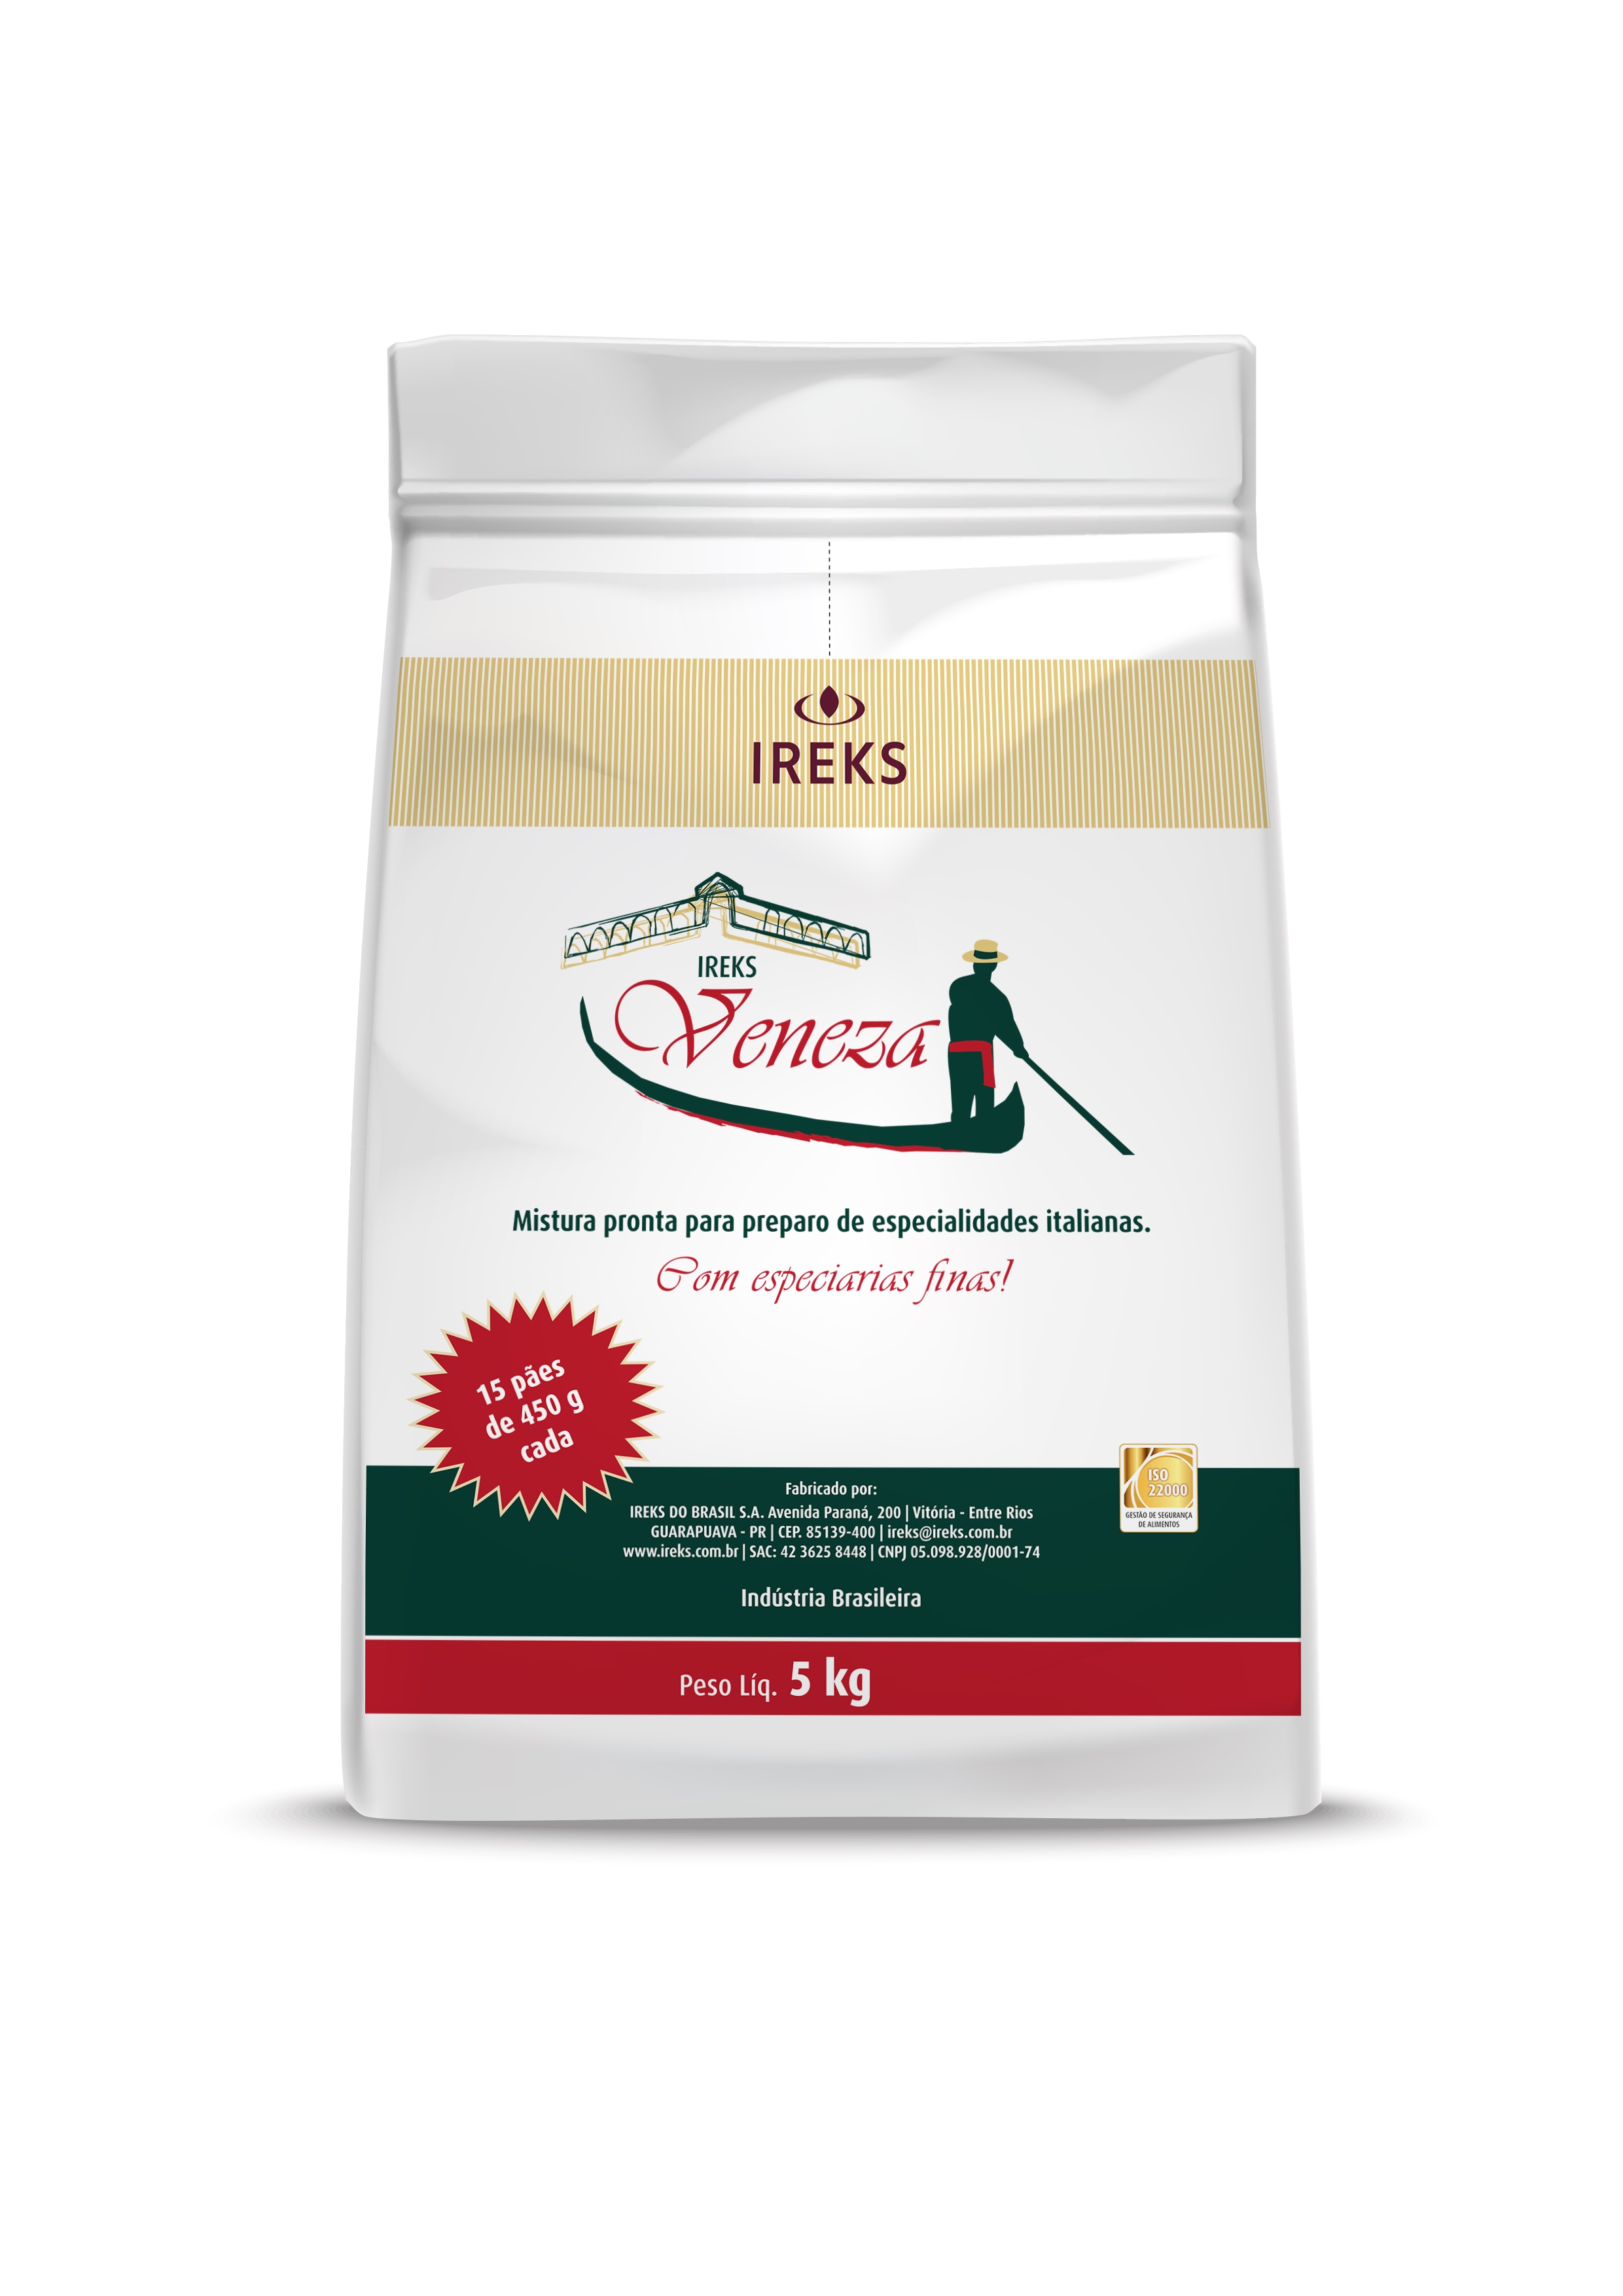 IREKS
IREKS
Veneza
Mistura pronta para preparo de especialidades italianas.
Com especiarias finas!
15 pães
de 450 g
cada
ISO
22000
GESTÃO DE SEGURANÇA
DE ALIMENTOS
Fabricado por:
IREKS DO BRASIL S.A. Avenida Paraná, 200 | Vitória - Entre Rios
GUARAPUAVA - PR | CEP. 85139-400 | ireks@ireks.com.br
www.ireks.com.br | SAC: 42 3625 8448 | CNPJ 05.098.928/0001-74
Indústria Brasileira
Peso Líq. 5 kg